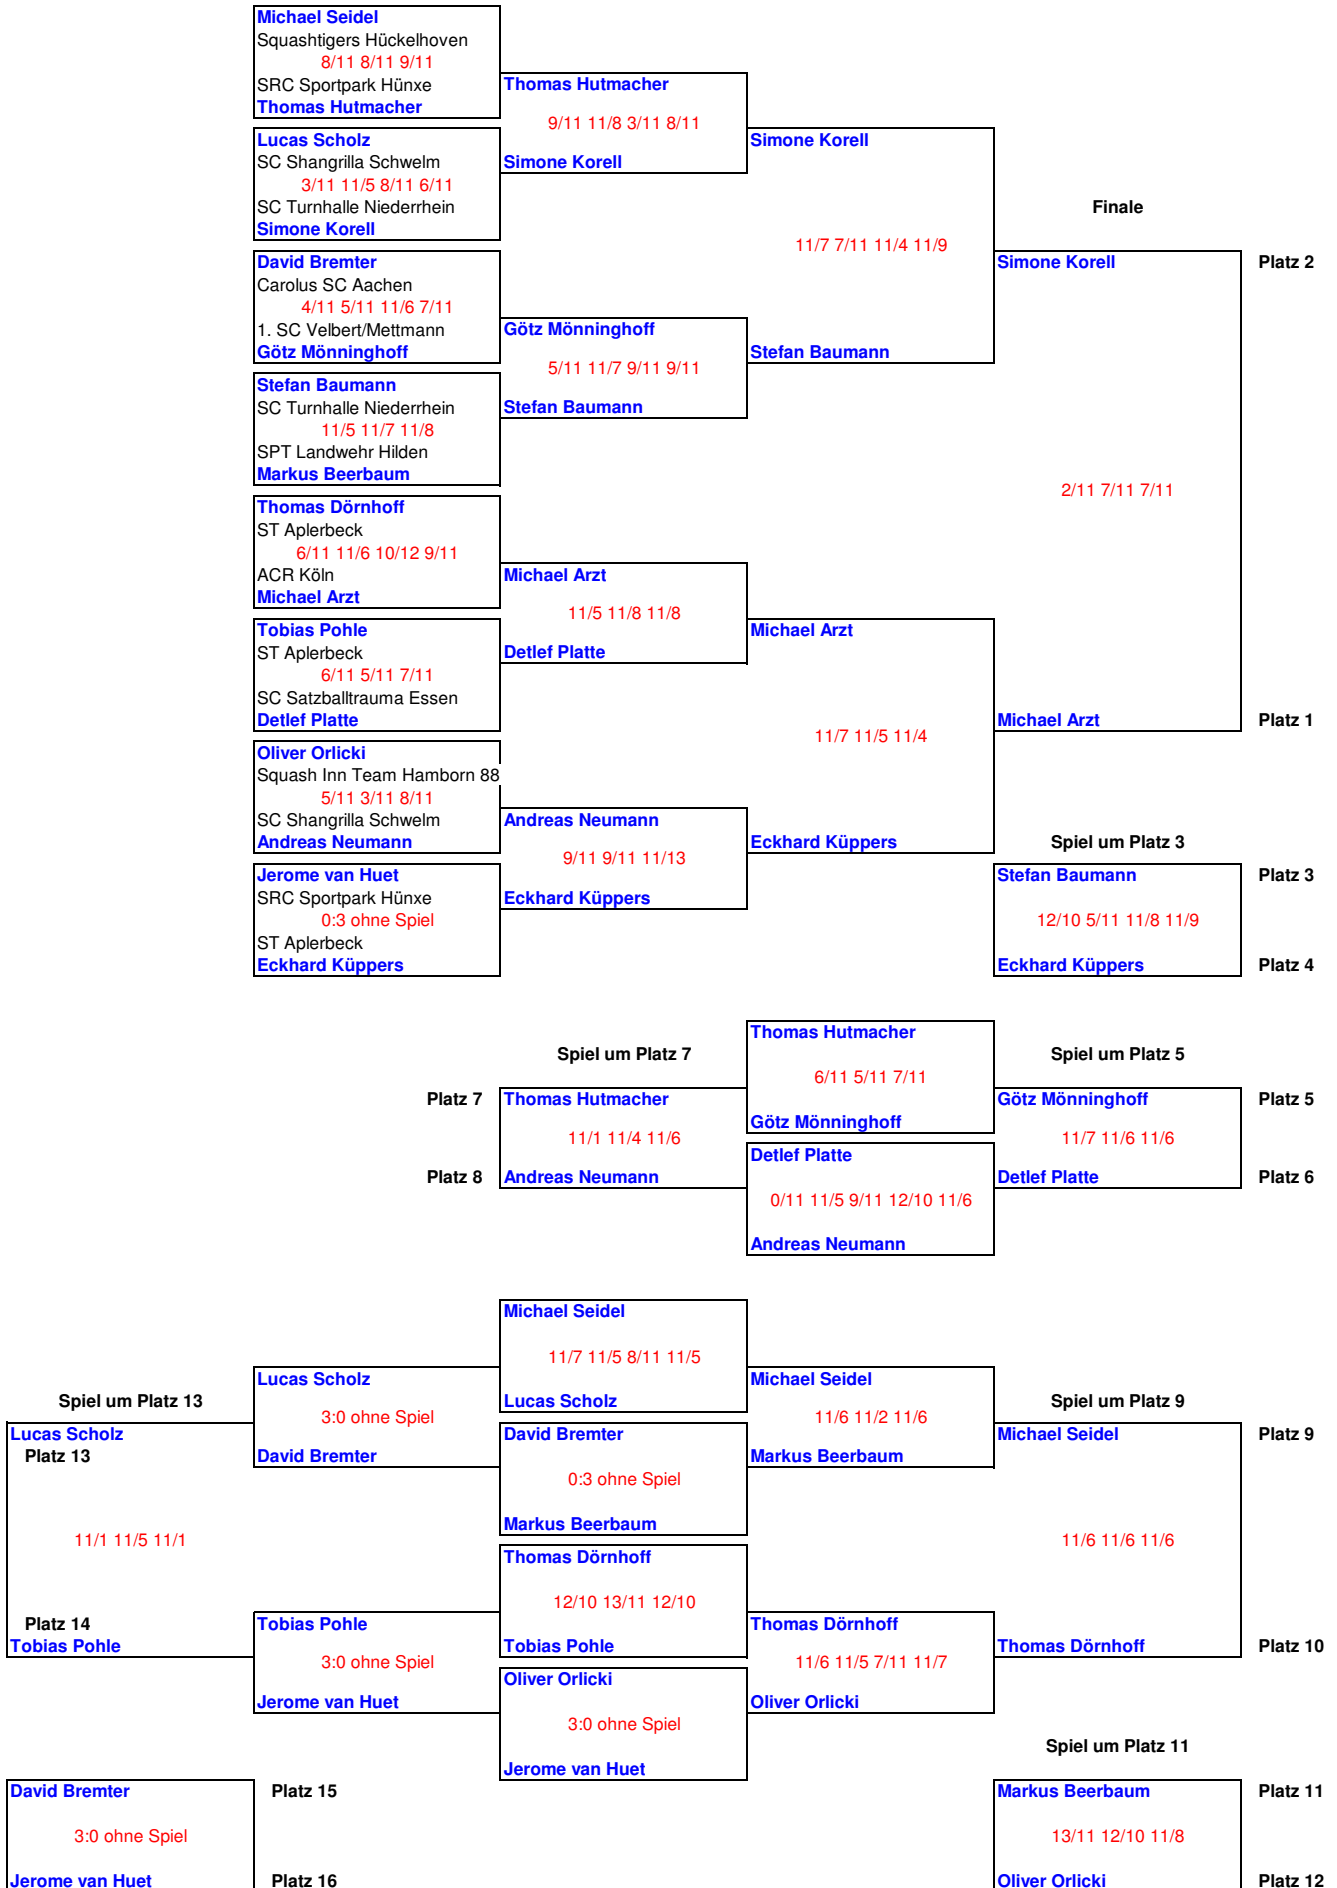 Michael Seidel
Squashtigers Hückelhoven
8/11 8/11 9/11
SRC Sportpark Hünxe
Thomas Hutmacher
Lucas Scholz
SC Shangrilla Schwelm
3/11 11/5 8/11 6/11
SC Turnhalle Niederrhein
Simone Korell
David Bremter
Carolus SC Aachen
4/11 5/11 11/6 7/11
1. SC Velbert/Mettmann
Götz Mönninghoff
Stefan Baumann
SC Turnhalle Niederrhein
11/5 11/7 11/8
SPT Landwehr Hilden
Markus Beerbaum
Thomas Dörnhoff
ST Aplerbeck
6/11 11/6 10/12 9/11
ACR Köln
Michael Arzt
Tobias Pohle
ST Aplerbeck
6/11 5/11 7/11
SC Satzballtrauma Essen
Detlef Platte
Oliver Orlicki
Squash Inn Team Hamborn 88
5/11 3/11 8/11
SC Shangrilla Schwelm
Andreas Neumann
Jerome van Huet
SRC Sportpark Hünxe
0:3 ohne Spiel
ST Aplerbeck
Eckhard Küppers
Thomas Hutmacher
9/11 11/8 3/11 8/11
Simone Korell
Götz Mönninghoff
5/11 11/7 9/11 9/11
Stefan Baumann
Michael Arzt
11/5 11/8 11/8
Detlef Platte
Andreas Neumann
9/11 9/11 11/13
Eckhard Küppers
Simone Korell
11/7 7/11 11/4 11/9
Stefan Baumann
Michael Arzt
11/7 11/5 11/4
Eckhard Küppers
Finale
Simone Korell Platz 2
2/11 7/11 7/11
Michael Arzt Platz 1
Spiel um Platz 3
Stefan Baumann Platz 3
12/10 5/11 11/8 11/9
Eckhard Küppers Platz 4
Thomas Hutmacher
6/11 5/11 7/11
Götz Mönninghoff
Detlef Platte
0/11 11/5 9/11 12/10 11/6
Andreas Neumann
Spiel um Platz 7
Platz 7 Thomas Hutmacher
11/1 11/4 11/6
Platz 8 Andreas Neumann
Spiel um Platz 5
Götz Mönninghoff Platz 5
11/7 11/6 11/6
Detlef Platte Platz 6
Michael Seidel
11/7 11/5 8/11 11/5
Lucas Scholz
David Bremter
0:3 ohne Spiel
Markus Beerbaum
Thomas Dörnhoff
12/10 13/11 12/10
Tobias Pohle
Oliver Orlicki
3:0 ohne Spiel
Jerome van Huet
Lucas Scholz
3:0 ohne Spiel
David Bremter
Tobias Pohle
3:0 ohne Spiel
Jerome van Huet
Spiel um Platz 13
Lucas Scholz
Platz 13
11/1 11/5 11/1
Platz 14
Tobias Pohle
Michael Seidel
11/6 11/2 11/6
Markus Beerbaum
Thomas Dörnhoff
11/6 11/5 7/11 11/7
Oliver Orlicki
Spiel um Platz 9
Michael Seidel Platz 9
11/6 11/6 11/6
Thomas Dörnhoff Platz 10
David Bremter Platz 15
3:0 ohne Spiel
Jerome van Huet Platz 16
Spiel um Platz 11
Markus Beerbaum Platz 11
13/11 12/10 11/8
Oliver Orlicki Platz 12